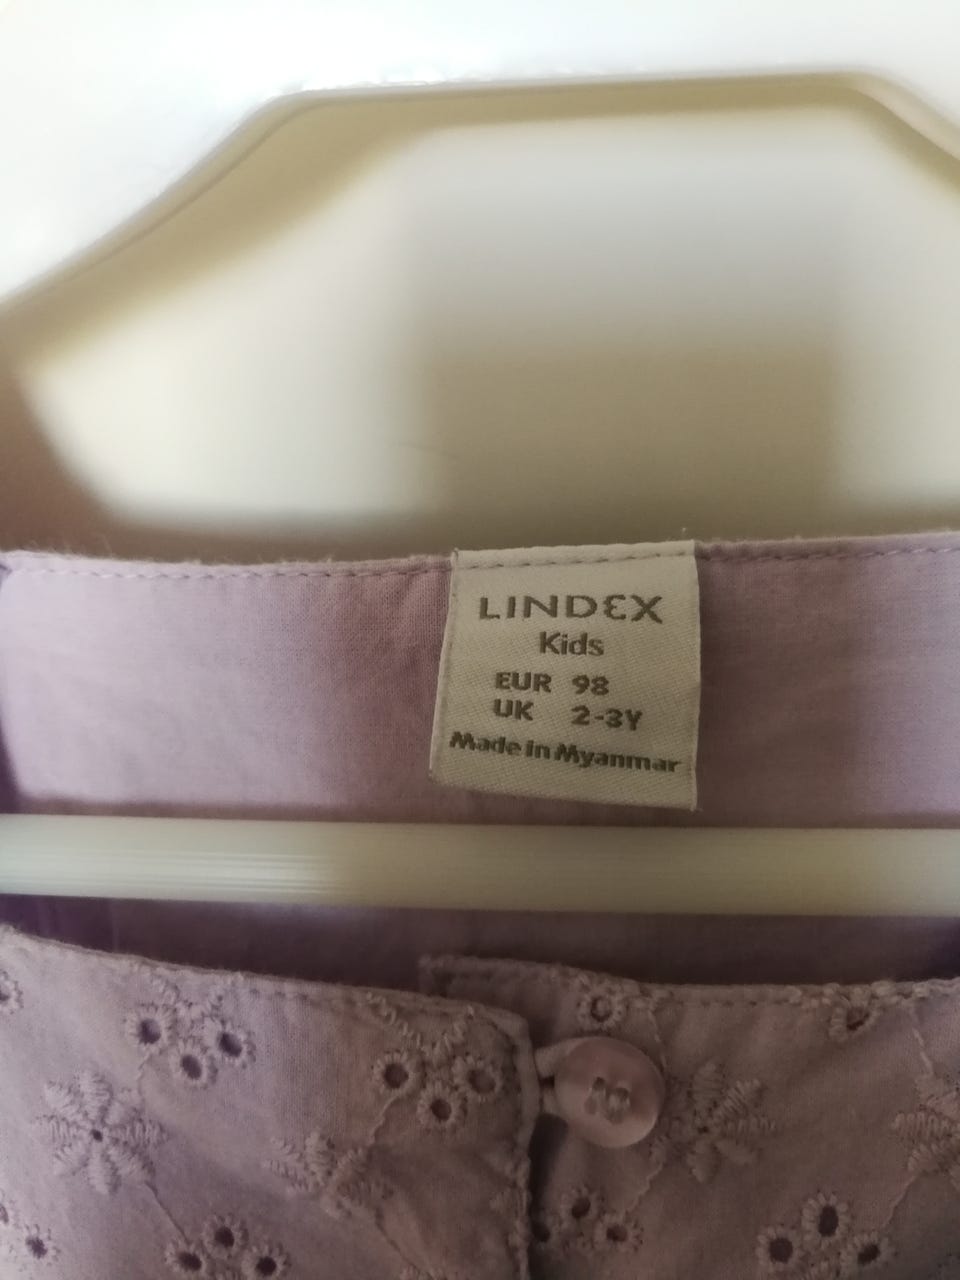 LINDEX
Kids
EUR 98
UK 2-3Y
Made in Myanmar